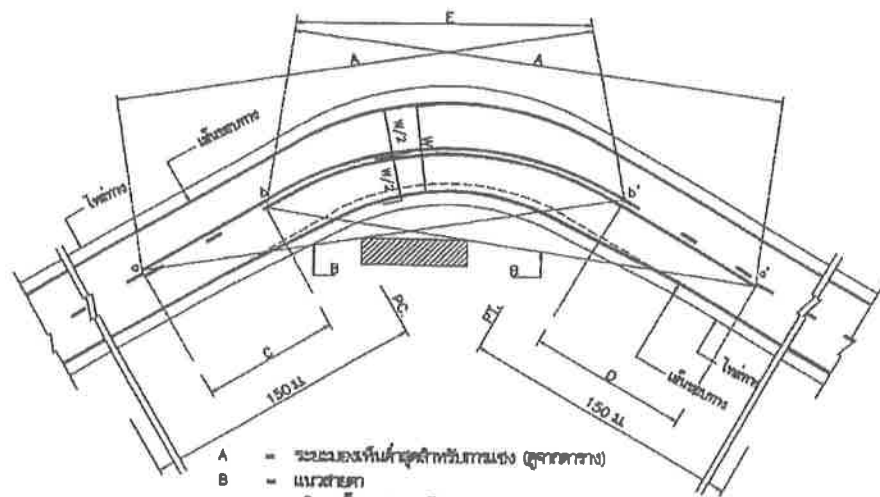 E
A A
เส้นขอบทาง
ไหล่ทาง
W/2
W
W/2
b b'
a a'
B B
P.C.
P.T.
C
D
150 ม.
150 ม.
เส้นขอบทาง
ไหล่ทาง
A = ระยะมองเห็นต่ำสุดสำหรับการแซง (ดูจากตาราง)
B = แนวสายตา